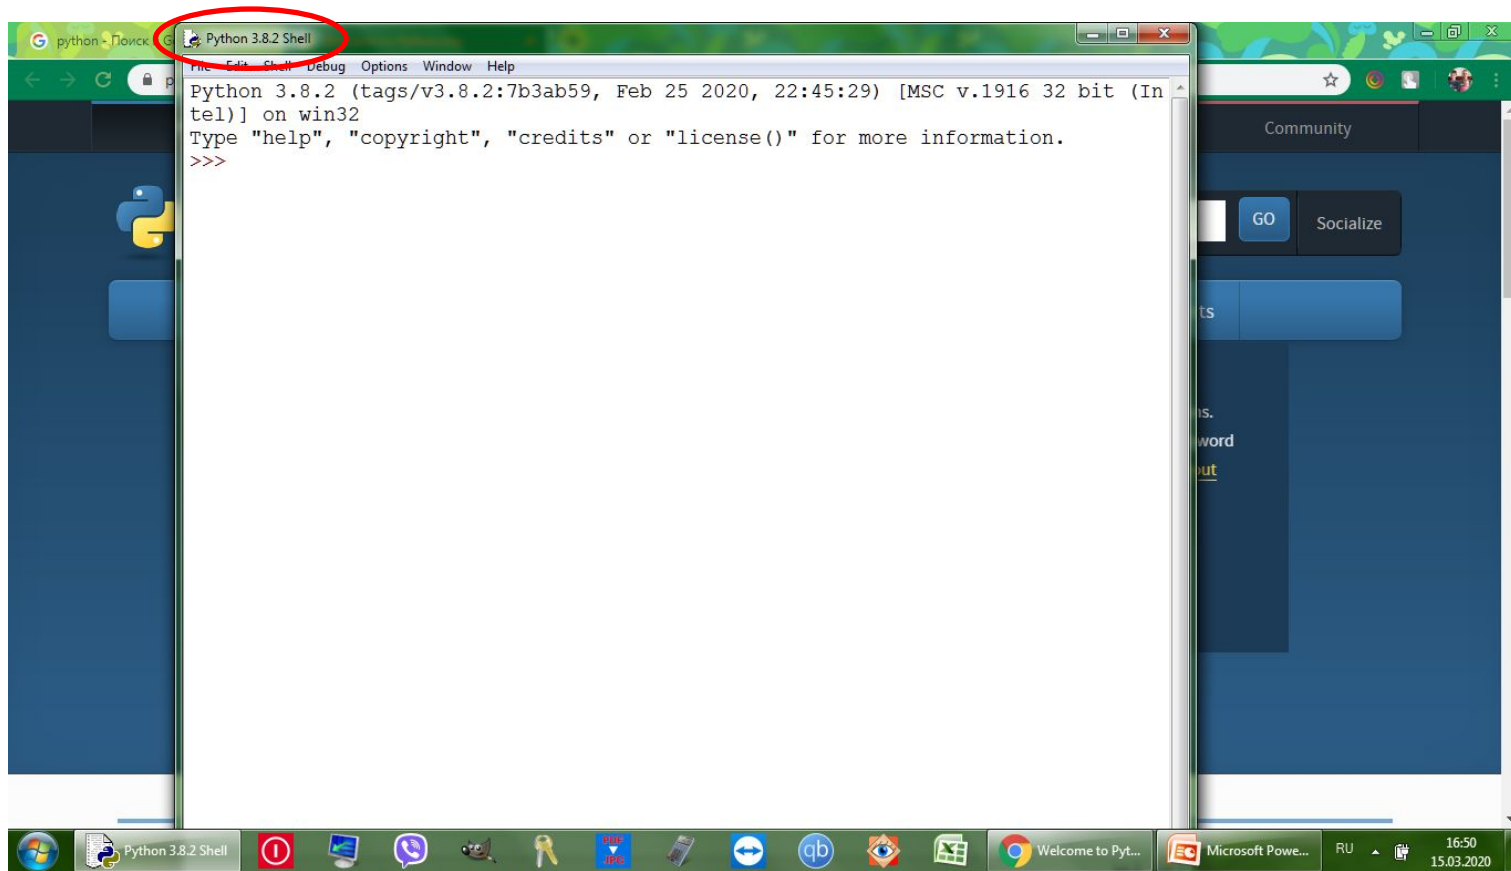 python - Поиск
Python 3.8.2 Shell
File Edit Shell Debug Options Window Help
Python 3.8.2 (tags/v3.8.2:7b3ab59, Feb 25 2020, 22:45:29) [MSC v.1916 32 bit (In
tel)] on win32
Type "help", "copyright", "credits" or "license()" for more information.
>>>
Community
GO
Socialize
ts
ns.
word
out
Python 3.8.2 Shell
PDF
JPG
qb
Welcome to Pyt...
Microsoft Powe...
RU
16:50
15.03.2020